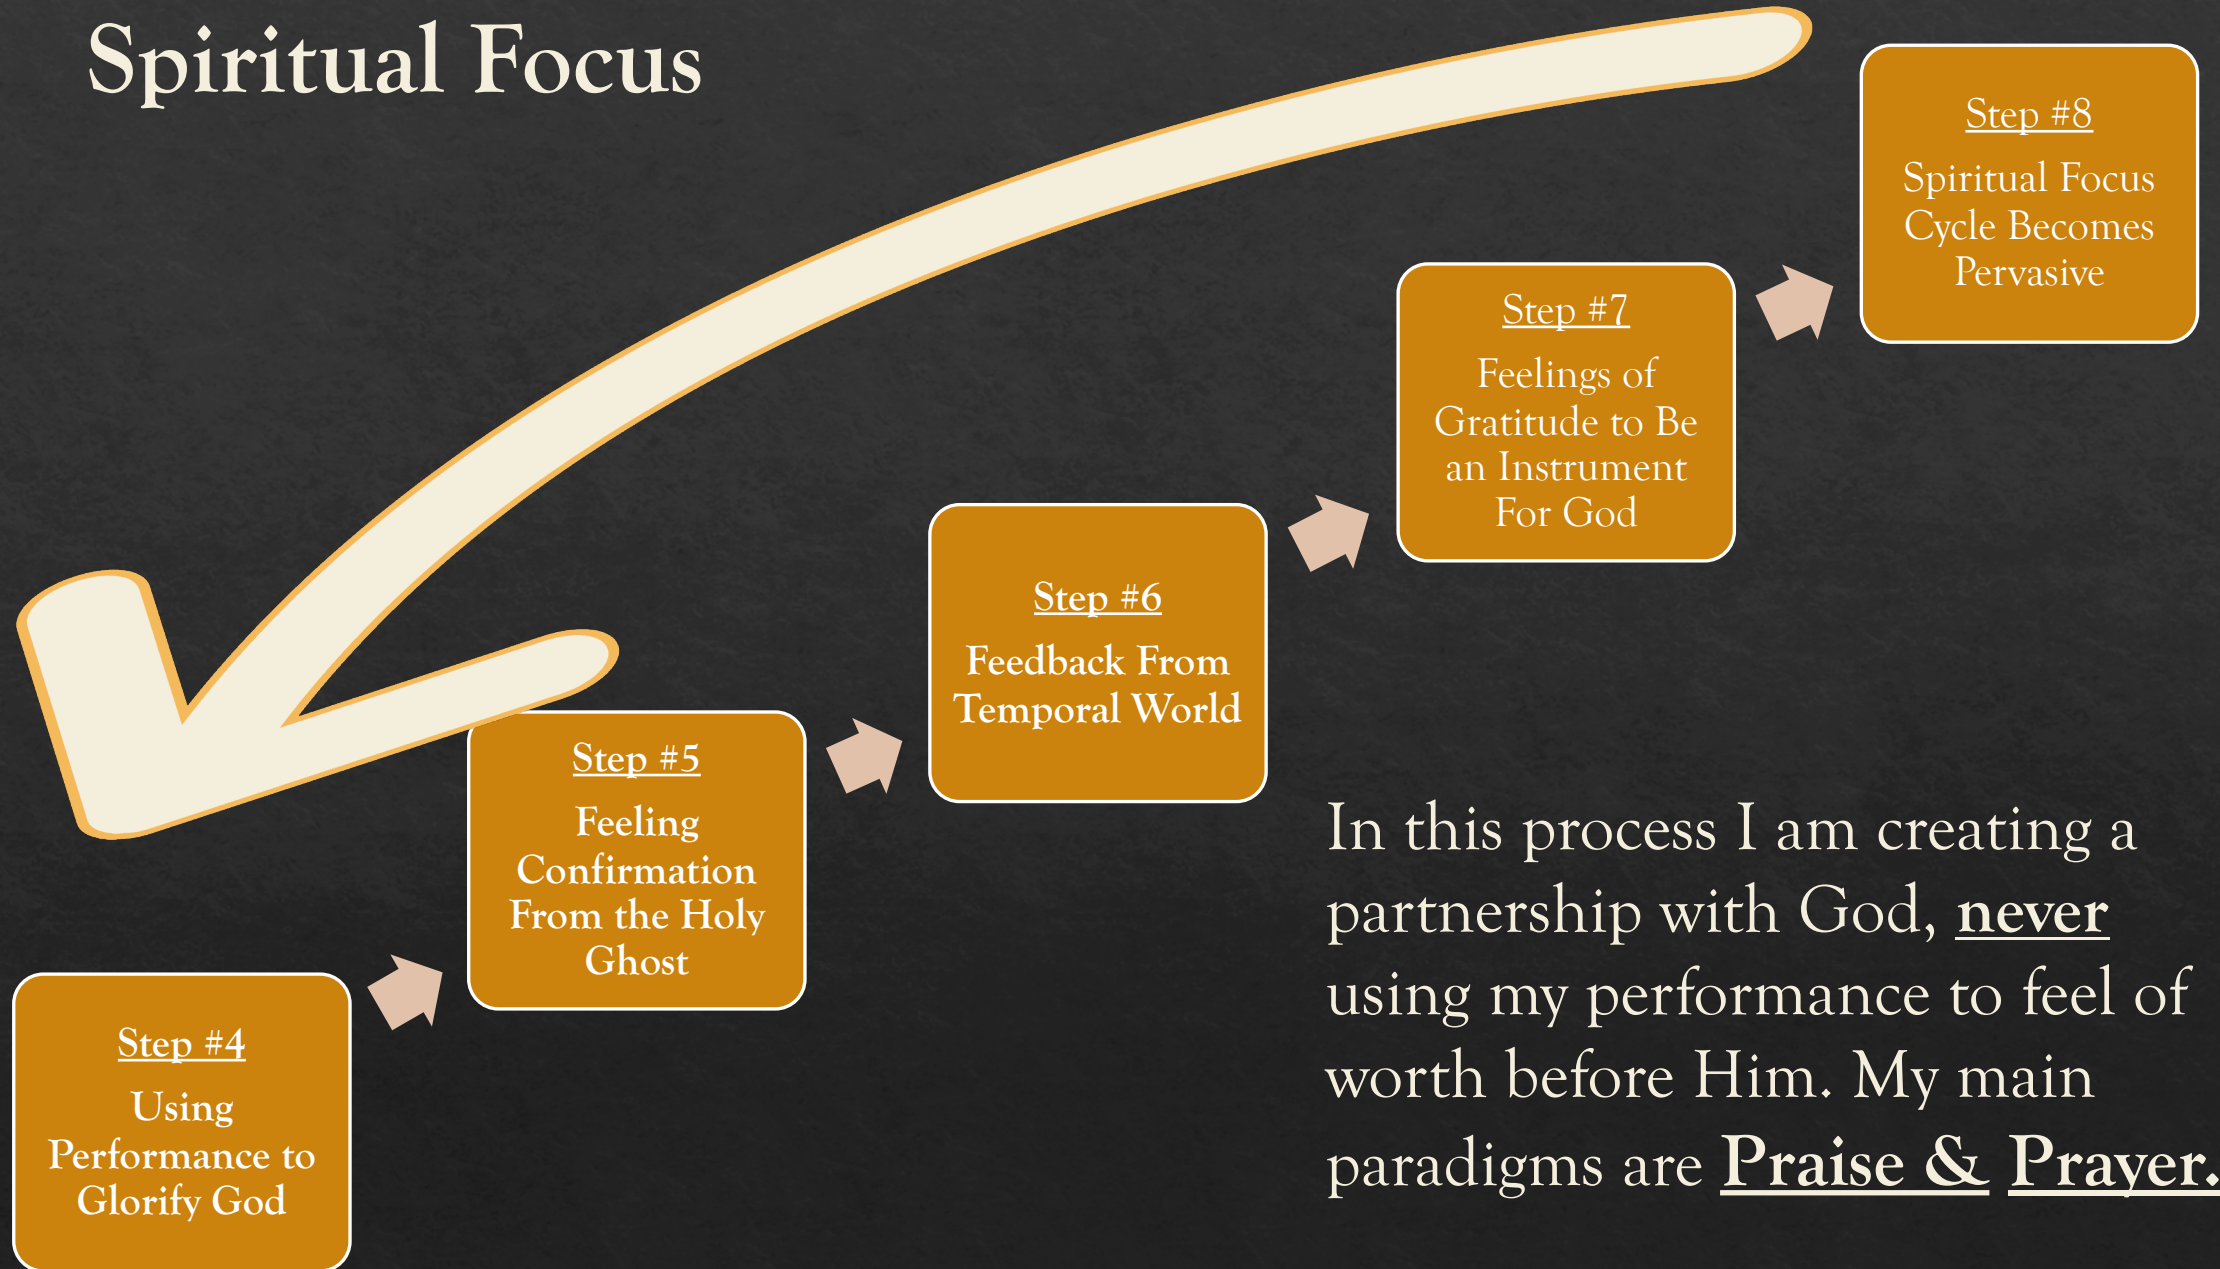 Spiritual Focus
Step #8
Spiritual Focus
Cycle Becomes
Pervasive
Step #7
Feelings of
Gratitude to Be
an Instrument
For God
Step #6
Feedback From
Temporal World
Step #5
Feeling
Confirmation
From the Holy
Ghost
Step #4
Using
Performance to
Glorify God
In this process I am creating a
partnership with God, never
using my performance to feel of
worth before Him. My main
paradigms are Praise & Prayer.